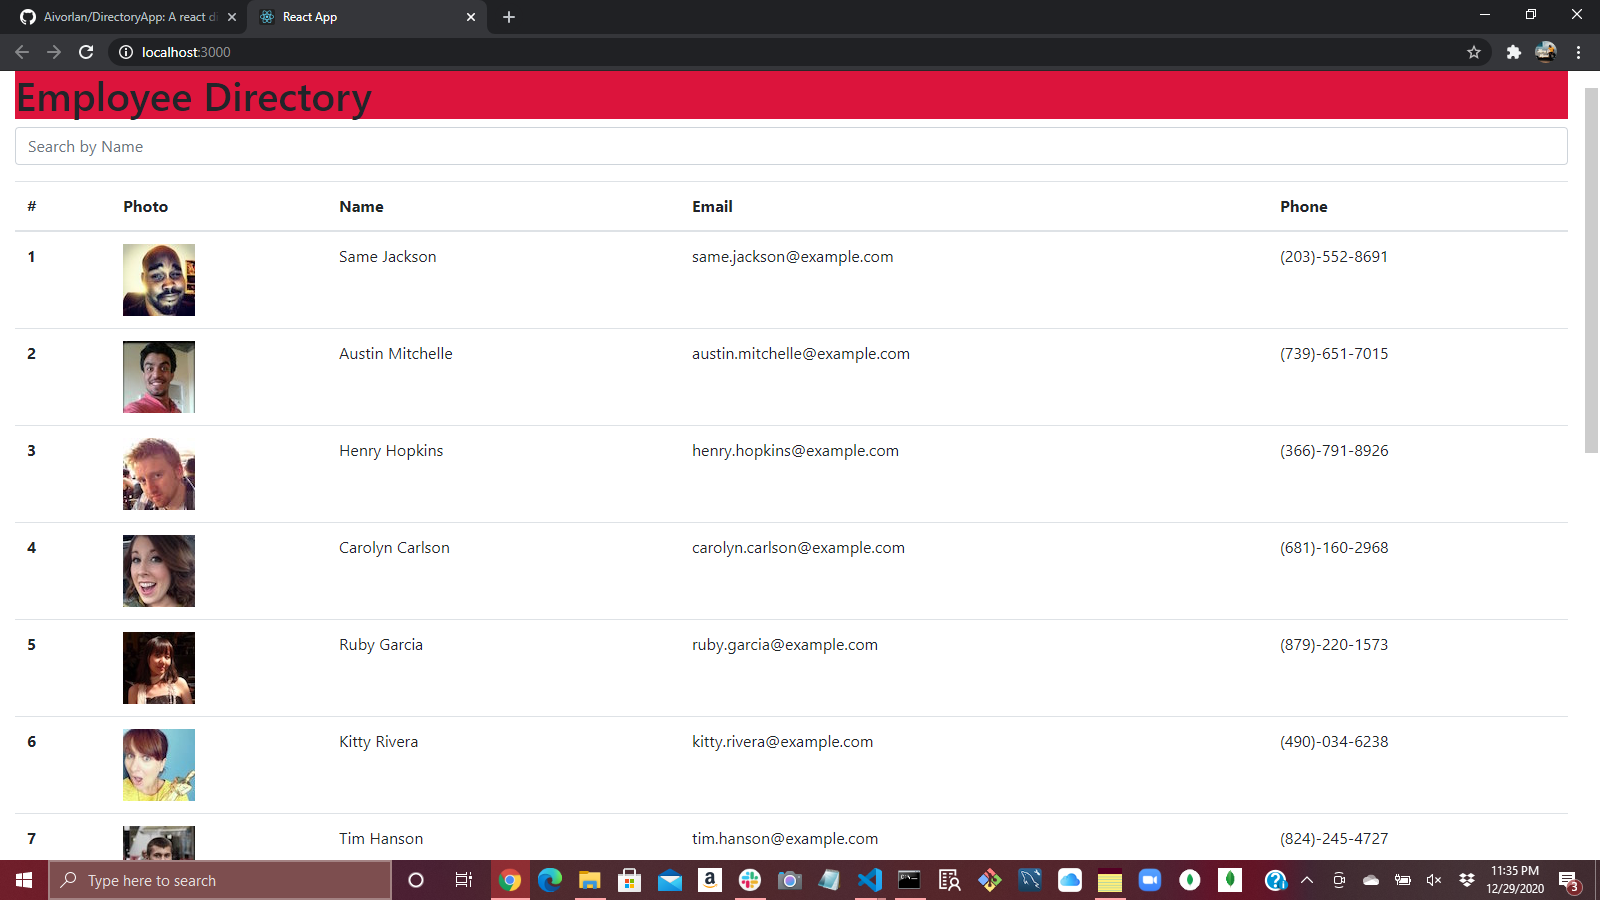 Aivorlan/DirectoryApp: A react di
React App
localhost:3000
Employee Directory
Search by Name
# Photo Name Email Phone
1 Same Jackson same.jackson@example.com (203)-552-8691
2 Austin Mitchelle austin.mitchelle@example.com (739)-651-7015
3 Henry Hopkins henry.hopkins@example.com (366)-791-8926
4 Carolyn Carlson carolyn.carlson@example.com (681)-160-2968
5 Ruby Garcia ruby.garcia@example.com (879)-220-1573
6 Kitty Rivera kitty.rivera@example.com (490)-034-6238
7 Tim Hanson tim.hanson@example.com (824)-245-4727
Type here to search
11:35 PM
12/29/2020
3